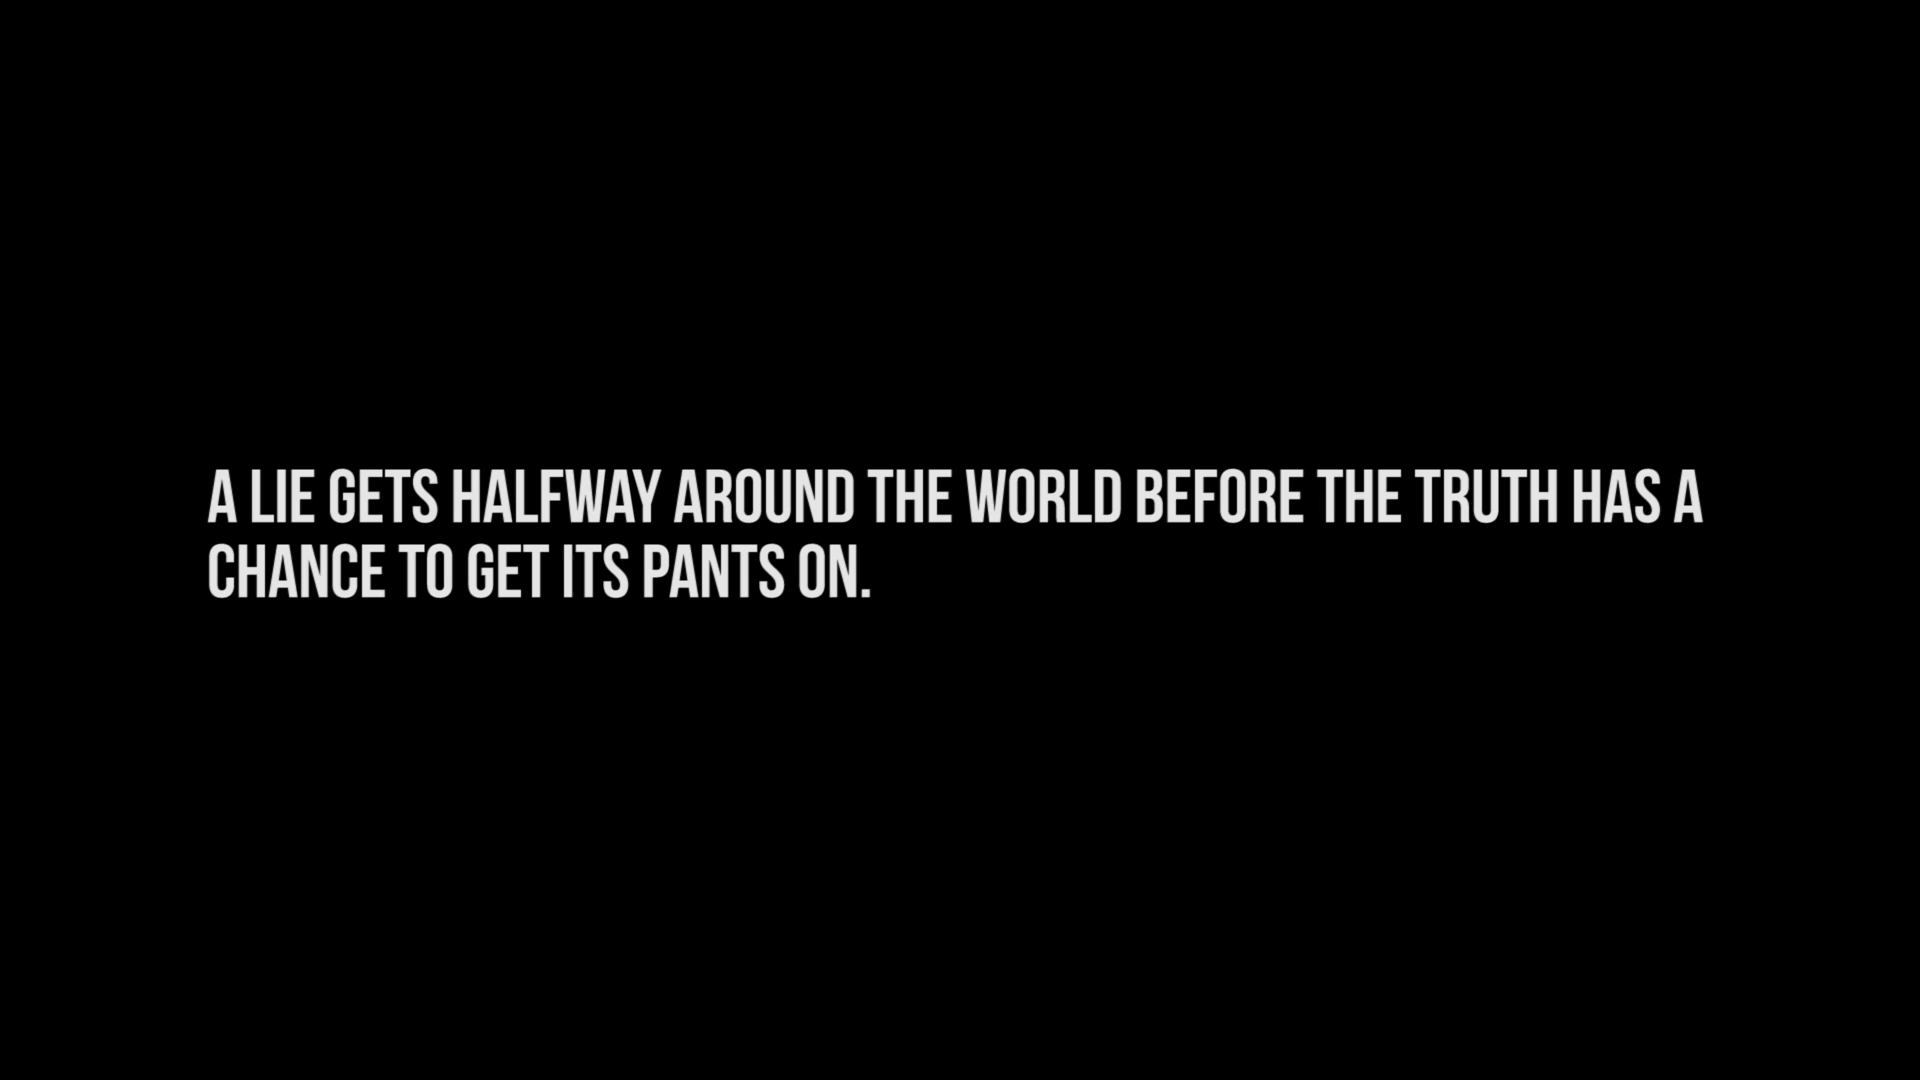 A LIE GETS HALFWAY AROUND THE WORLD BEFORE THE TRUTH HAS A
CHANCE TO GET ITS PANTS ON.